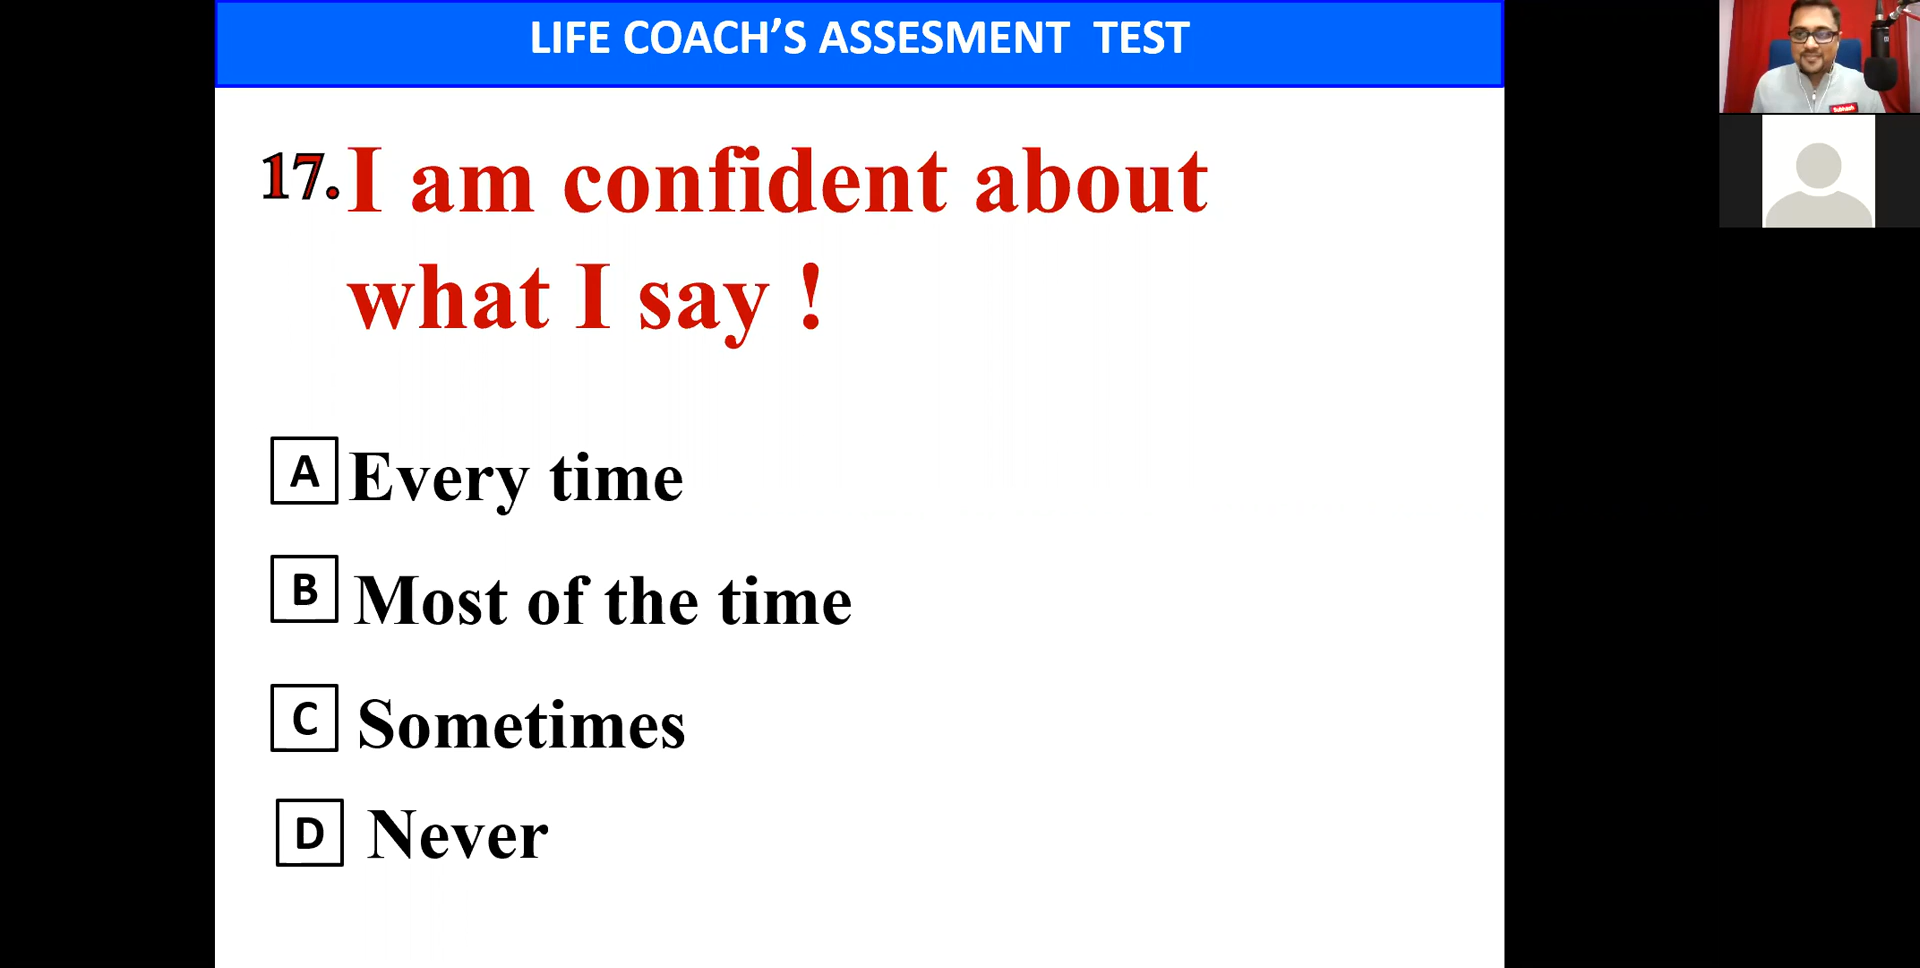 LIFE COACH’S ASSESMENT TEST
17. I am confident about
what I say !
A Every time
B Most of the time
C Sometimes
D Never